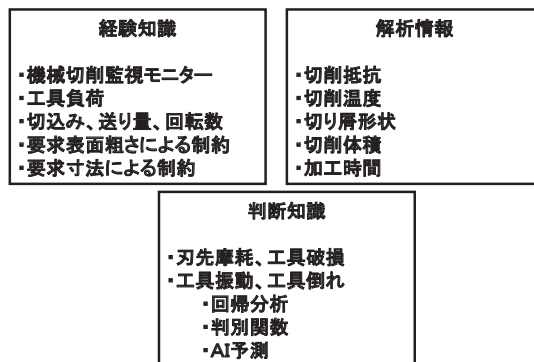 経験知識
・機械切削監視モニター
・工具負荷
・切込み、送り量、回転数
・要求表面粗さによる制約
・要求寸法による制約
解析情報
・切削抵抗
・切削温度
・切り屑形状
・切削体積
・加工時間
判断知識
・刃先摩耗、工具破損
・工具振動、工具倒れ
・回帰分析
・判別関数
・AI予測